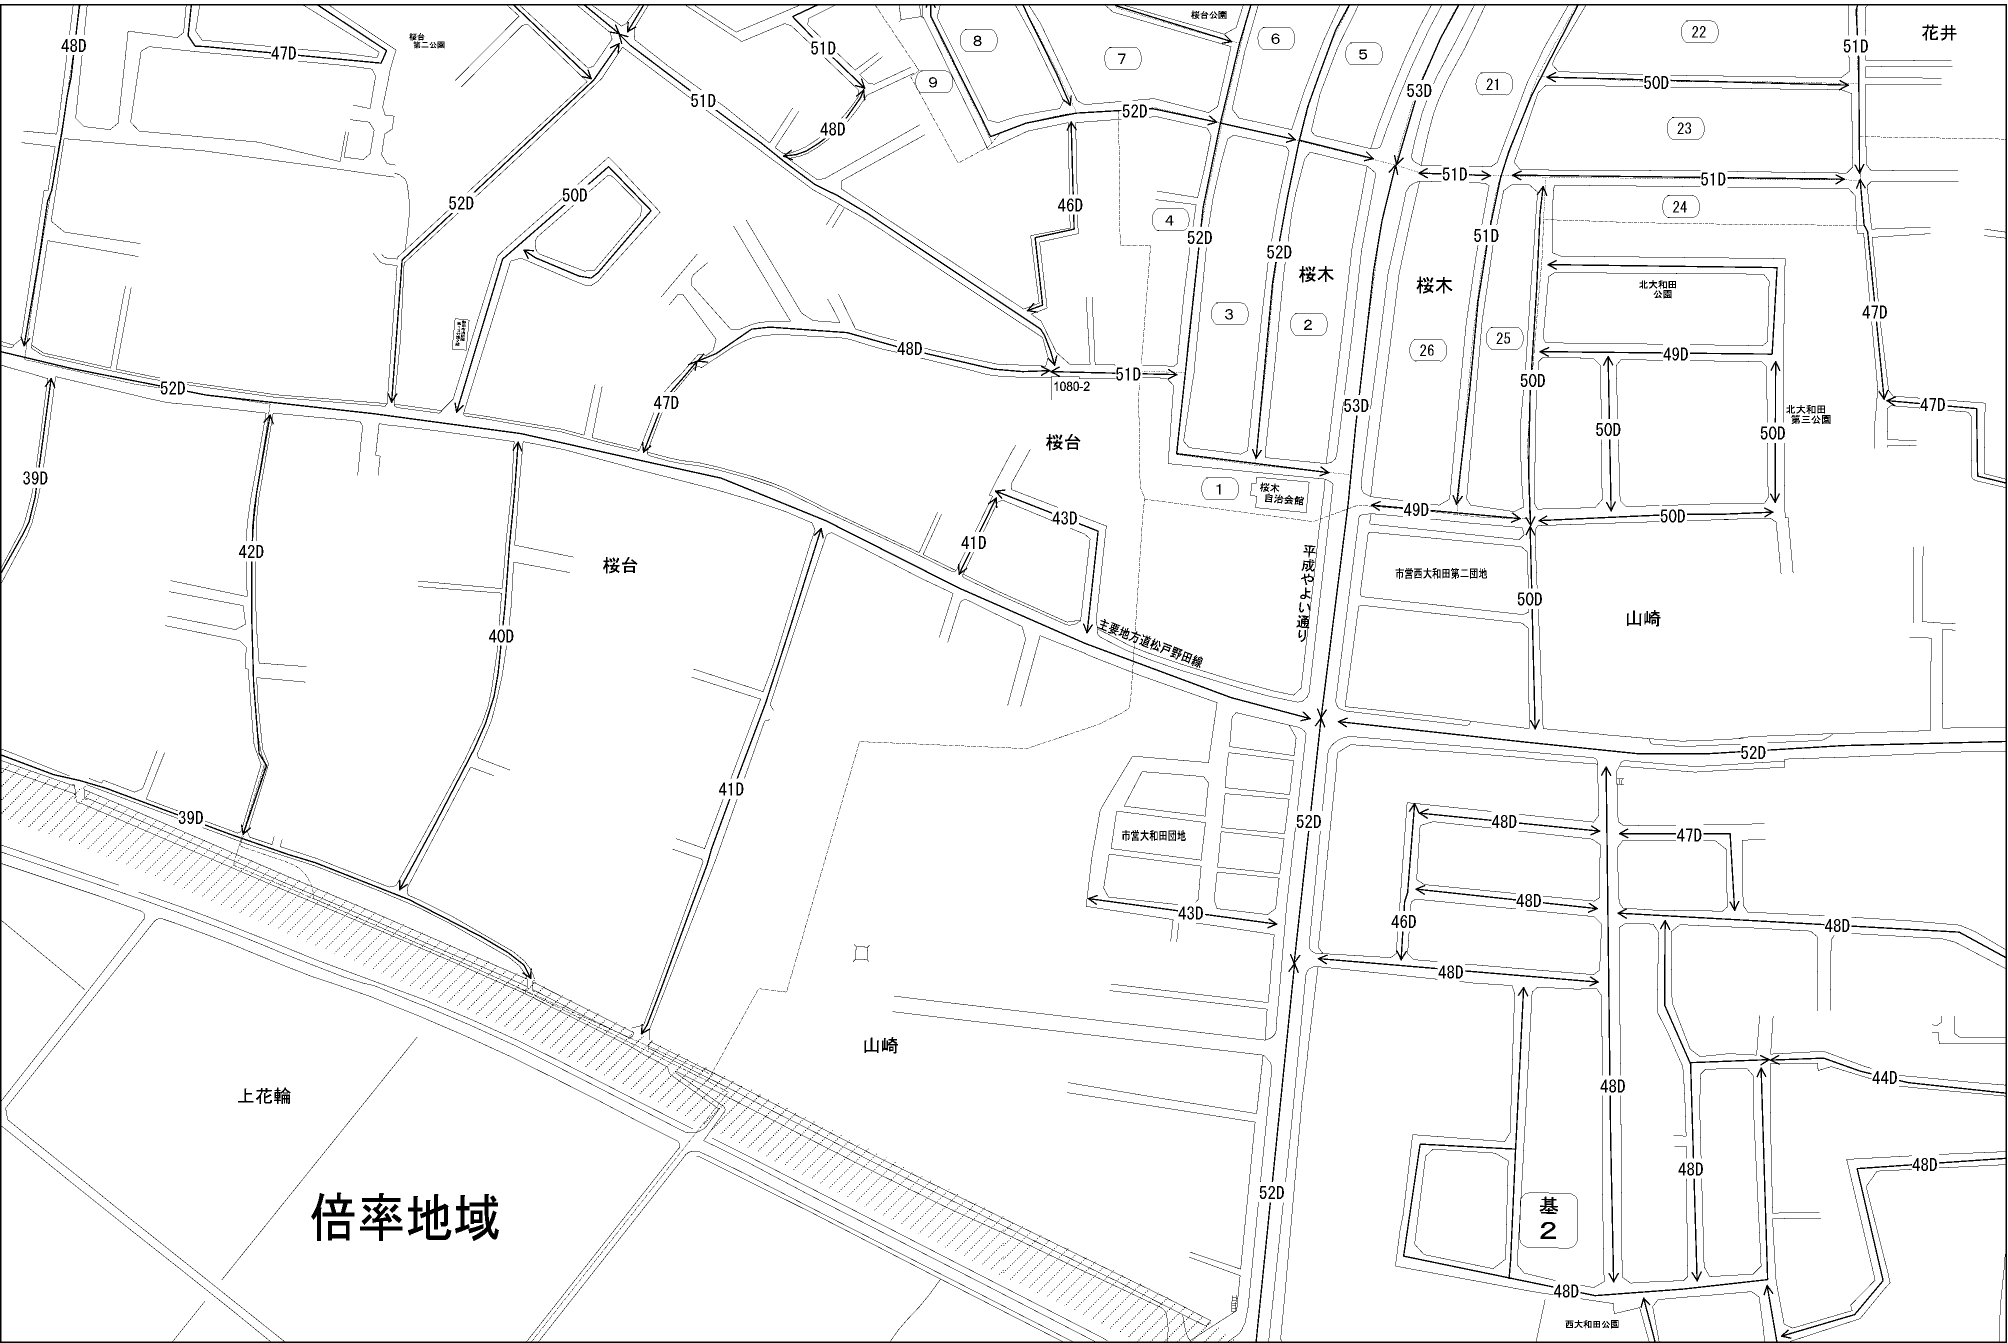 48D
47D
桜台
第二公園
51D
51D
48D
9
8
7
桜台公園
6
5
53D
21
22
50D
23
51D
花井
52D
52D
50D
46D
4
52D
52D
3
桜木
2
51D
桜木
26
51D
25
51D
24
北大和田
公園
47D
49D
50D
50D
50D
北大和田
第三公園
47D
52D
47D
48D
51D
1080-2
桜台
53D
1
桜木
自治会館
49D
50D
39D
42D
40D
桜台
41D
43D
平成やよい通り
主要地方道松戸野田線
市営西大和田第二団地
50D
山崎
52D
39D
41D
市営大和田団地
43D
52D
48D
47D
48D
46D
48D
48D
山崎
上花輪
倍率地域
52D
48D
44D
48D
48D
基
2
48D
西大和田公園